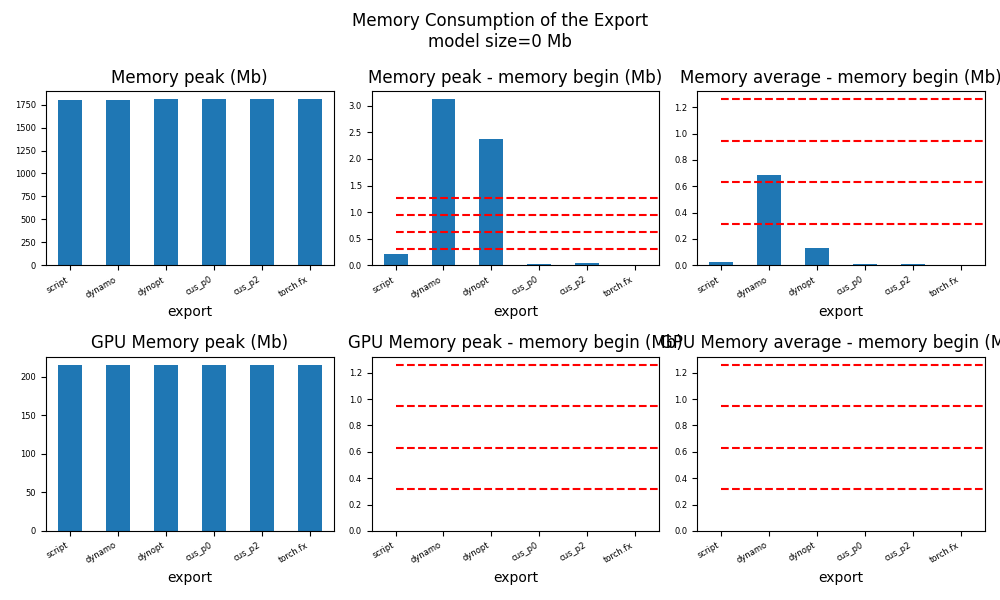 Memory Consumption of the Export
model size=0 Mb
Memory peak (Mb)
1750
1500
1250
1000
750
500
250
0
script
dynamo
dynopt
cus_p0
cus_p2
torch.fx
export
Memory peak - memory begin (Mb)
3.0
2.5
2.0
1.5
1.0
0.5
0.0
script
dynamo
dynopt
cus_p0
cus_p2
torch.fx
export
Memory average - memory begin (Mb)
1.2
1.0
0.8
0.6
0.4
0.2
0.0
script
dynamo
dynopt
cus_p0
cus_p2
torch.fx
export
GPU Memory peak (Mb)
200
150
100
50
0
script
dynamo
dynopt
cus_p0
cus_p2
torch.fx
export
GPU Memory peak - memory begin (Mb)
1.2
1.0
0.8
0.6
0.4
0.2
0.0
script
dynamo
dynopt
cus_p0
cus_p2
torch.fx
export
GPU Memory average - memory begin (M
1.2
1.0
0.8
0.6
0.4
0.2
0.0
script
dynamo
dynopt
cus_p0
cus_p2
torch.fx
export